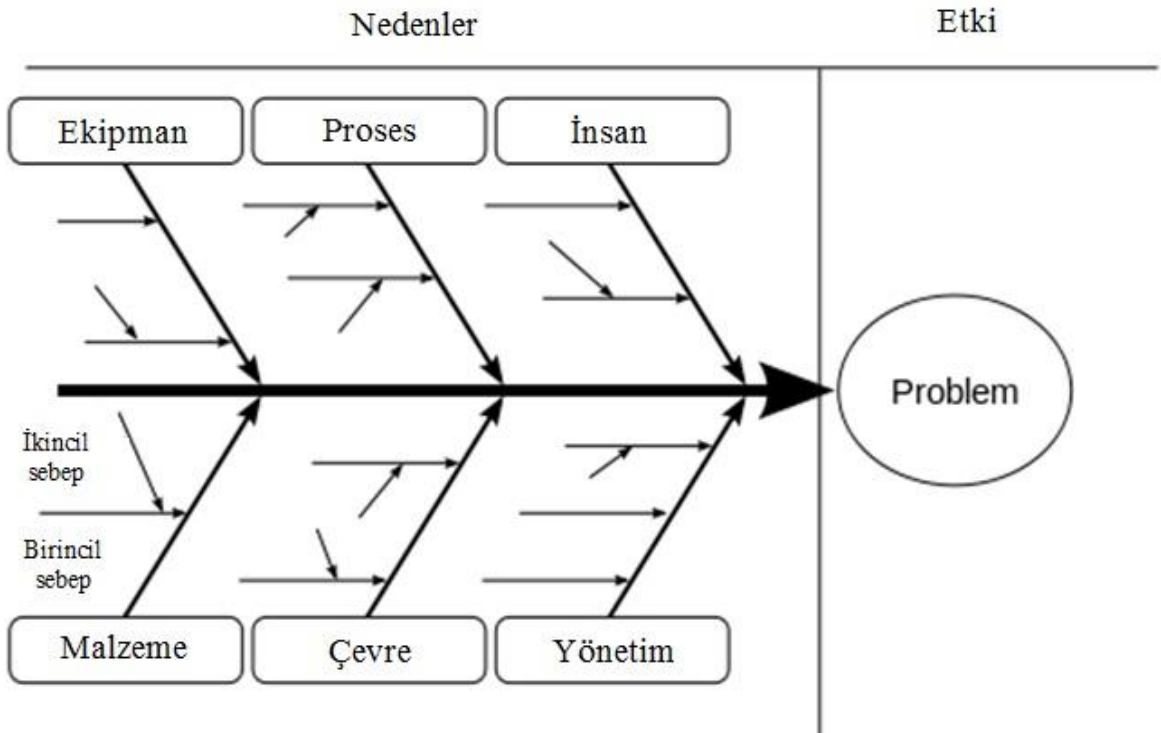 Nedenler
Etki
Ekipman
Proses
İnsan
Problem
İkincil
sebep
Birincil
sebep
Malzeme
Çevre
Yönetim